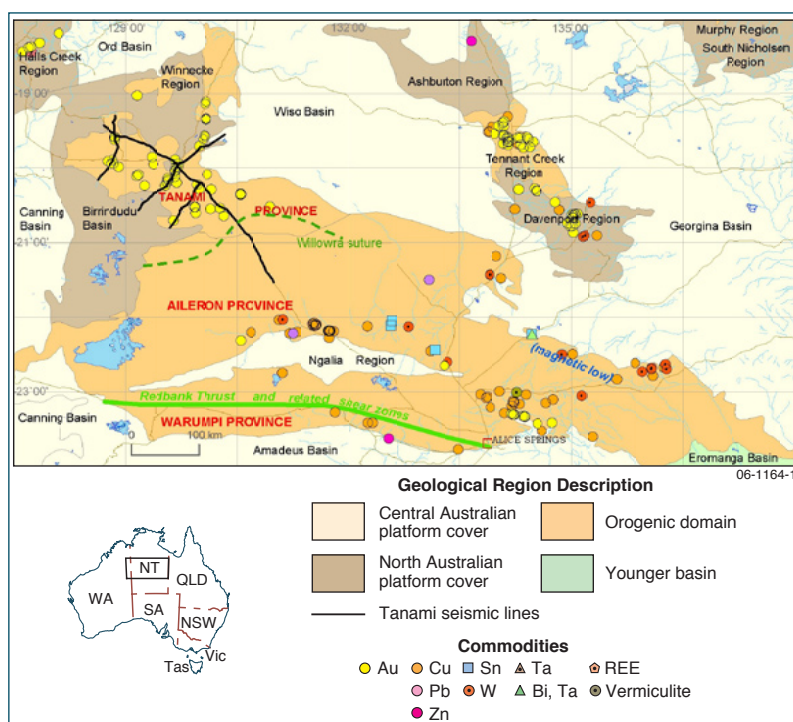 129°00'
132°00'
135°00'
Ord Basin
Halls Creek
Region
Winnecke
Region
Murphy Region
South Nicholsen
Region
Ashburton Region
-19°00'
Wiso Basin
Tennant Creek
Region
TANAMI
PROVINCE
Canning
Basin
Birrindudu
Basin
Davenport Region
Georgina Basin
-21°00'
Willowra suture
AILERON PROVINCE
Ngalia Region
(magnetic low)
-23°00'
Redbank Thrust and related shear zones
Canning Basin
WARUMPI PROVINCE
ALICE SPRINGS
0 100 km
Amadeus Basin
Eromanga Basin
06-1164-1
Geological Region Description
Central Australian
platform cover
Orogenic domain
North Australian
platform cover
Younger basin
Tanami seismic lines
NT
QLD
WA
SA
NSW
Vic
Tas
Commodities
Au Cu Sn Ta REE
Pb W Bi, Ta Vermiculite
Zn